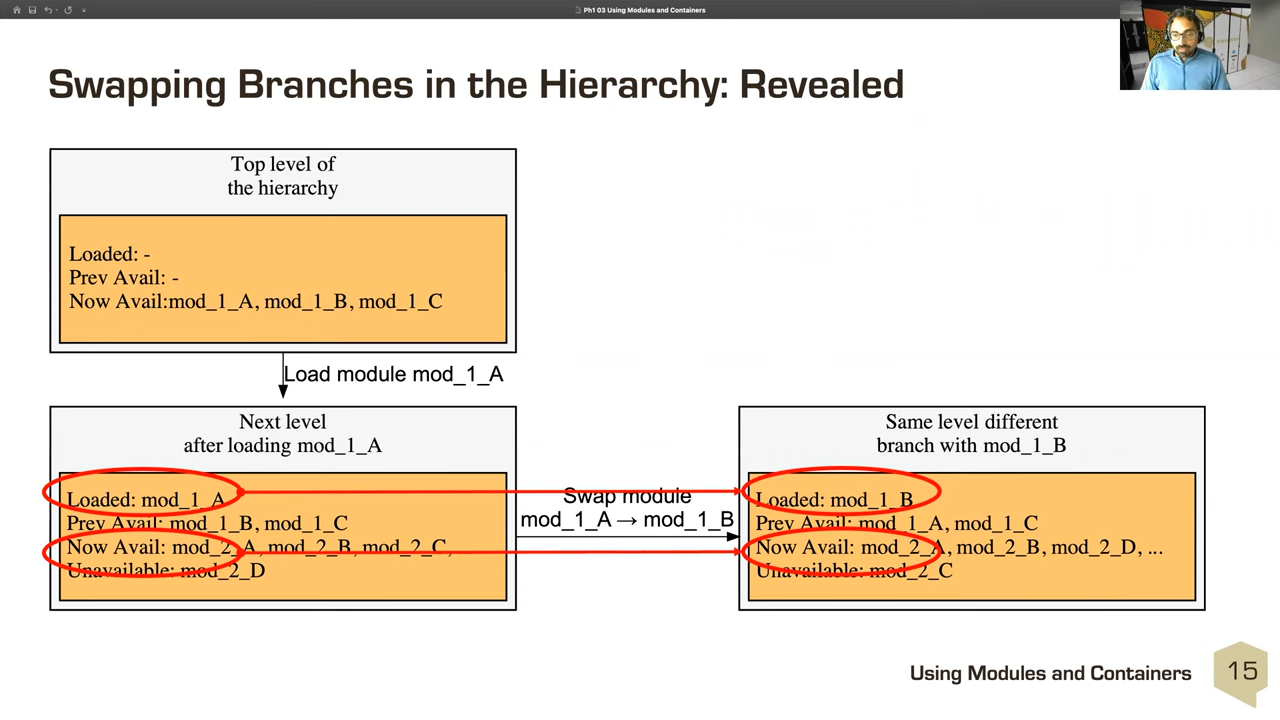 Ph1 03 Using Modules and Containers
Swapping Branches in the Hierarchy: Revealed
Top level of
the hierarchy
Loaded: -
Prev Avail: -
Now Avail:mod_1_A, mod_1_B, mod_1_C
Load module mod_1_A
Next level
after loading mod_1_A
Loaded: mod_1_A
Prev Avail: mod_1_B, mod_1_C
Now Avail: mod_2_A, mod_2_B, mod_2_C,
Unavailable: mod_2_D
Swap module
mod_1_A → mod_1_B
Same level different
branch with mod_1_B
Loaded: mod_1_B
Prev Avail: mod_1_A, mod_1_C
Now Avail: mod_2_A, mod_2_B, mod_2_D, ...
Unavailable: mod_2_C
Using Modules and Containers
15